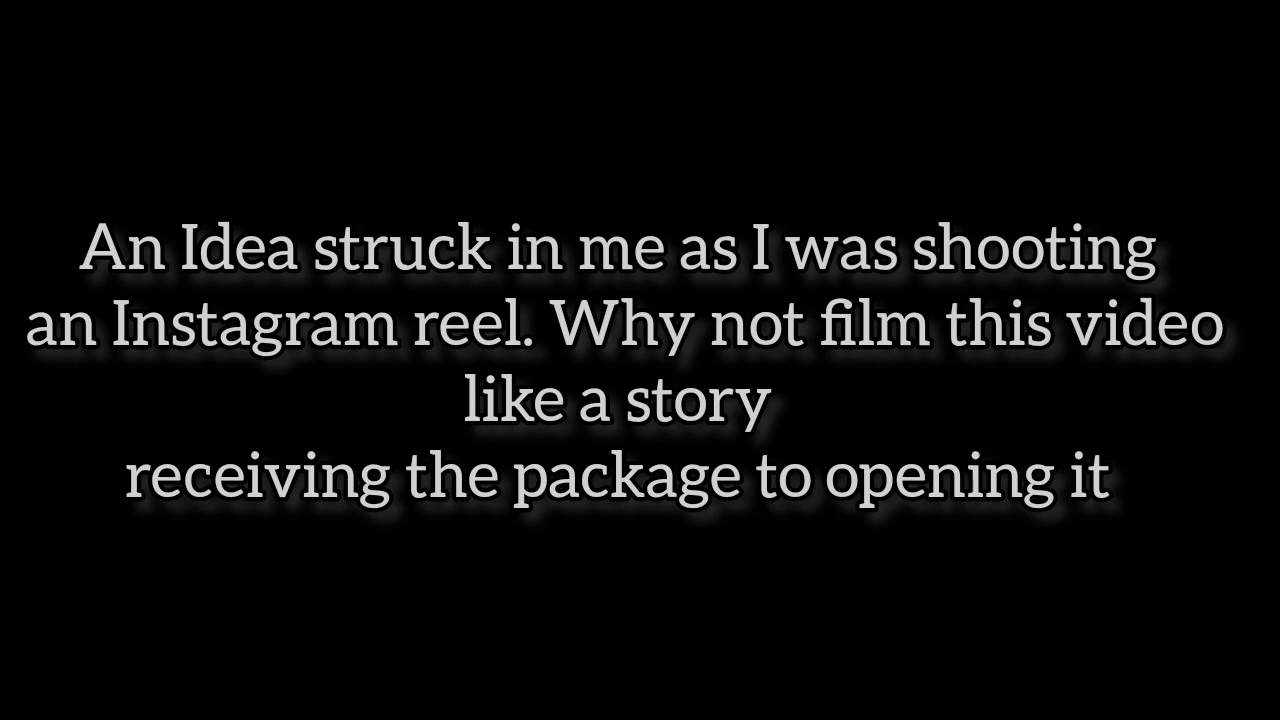 An Idea struck in me as I was shooting
an Instagram reel. Why not film this video
like a story
receiving the package to opening it